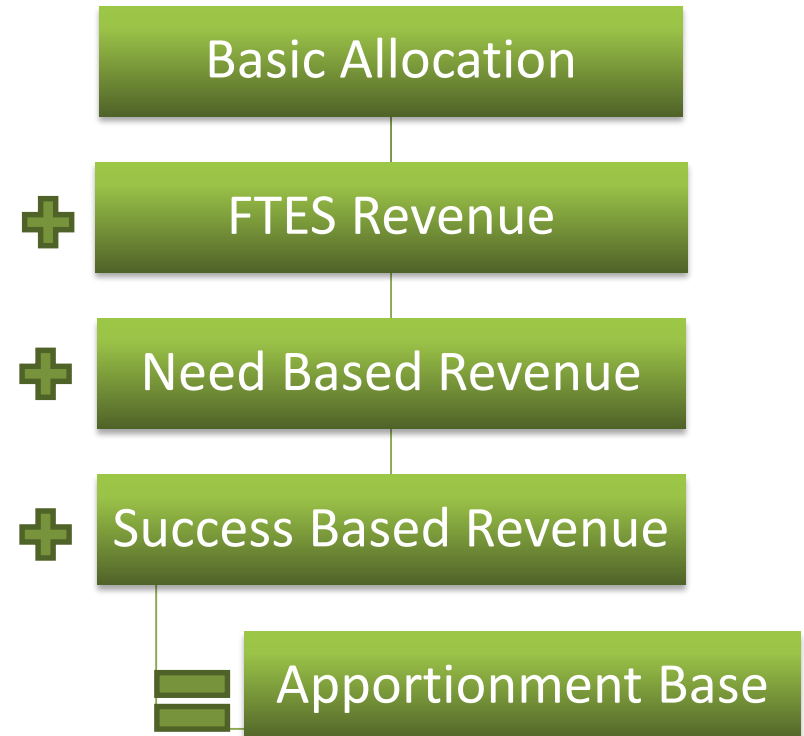 Basic Allocation
FTES Revenue
Need Based Revenue
Success Based Revenue
Apportionment Base